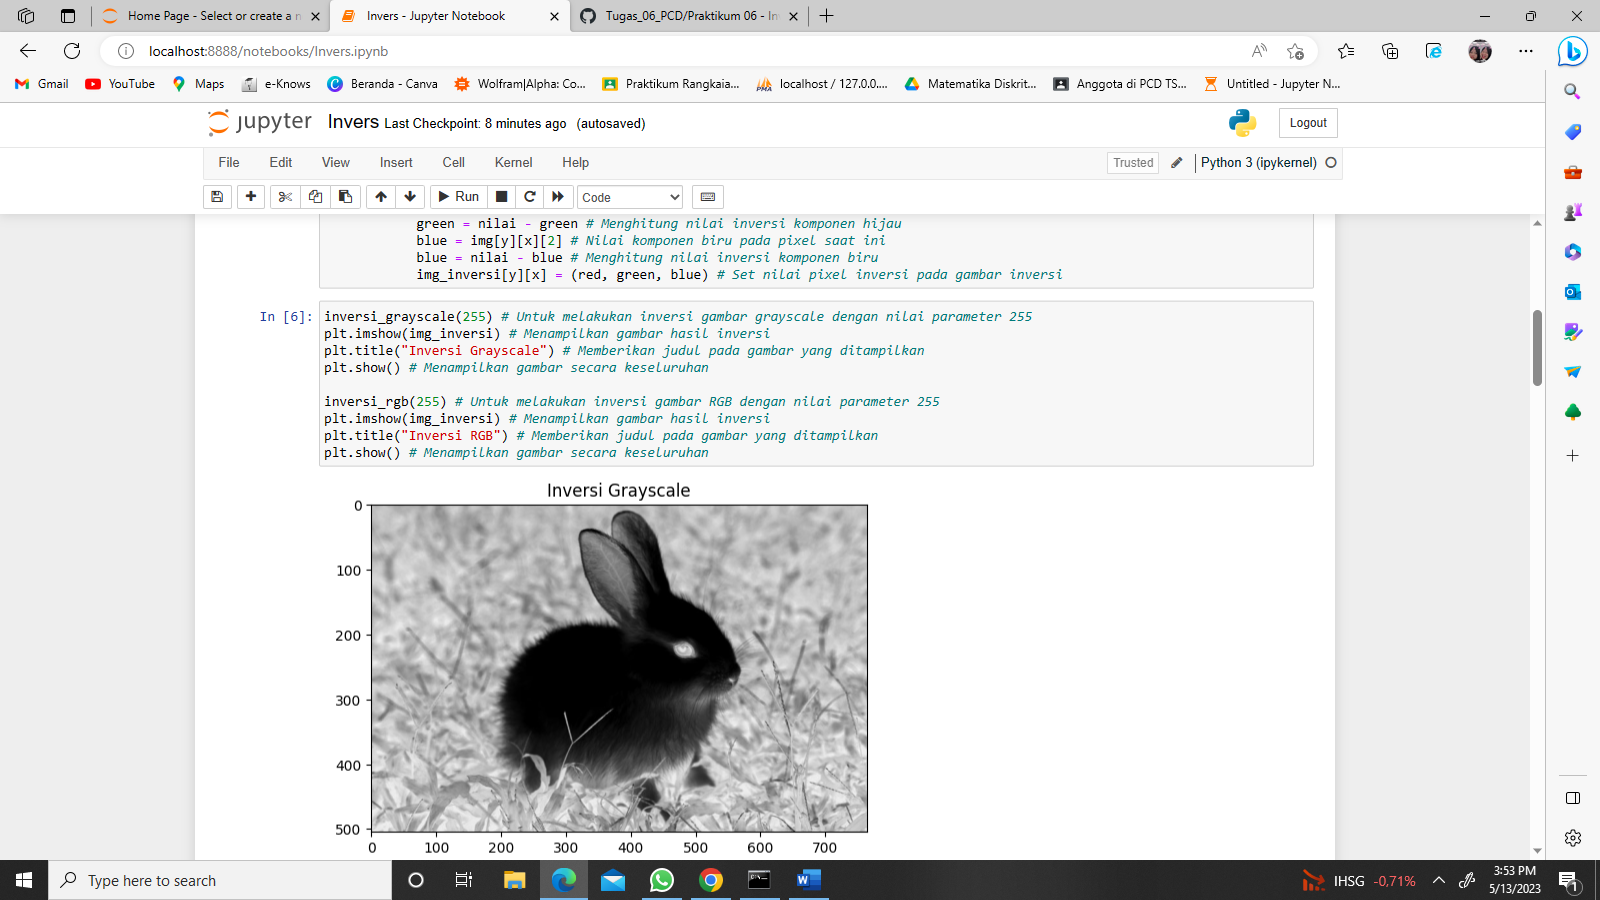 Home Page - Select or create a n
Invers - Jupyter Notebook
Tugas_06_PCD/Praktikum 06 - In
localhost:8888/notebooks/Invers.ipynb
Gmail YouTube Maps e-Knows Beranda - Canva Wolfram|Alpha: Co... Praktikum Rangkaia... localhost / 127.0.0.... Matematika Diskrit... Anggota di PCD TS... Untitled - Jupyter N...
jupyter Invers Last Checkpoint: 8 minutes ago (autosaved) Logout
File Edit View Insert Cell Kernel Help Trusted Python 3 (ipykernel)
Run Code
green = nilai - green # Menghitung nilai inversi komponen hijau
blue = img[y][x][2] # Nilai komponen biru pada pixel saat ini
blue = nilai - blue # Menghitung nilai inversi komponen biru
img_inversi[y][x] = (red, green, blue) # Set nilai pixel inversi pada gambar inversi
In [6]:
inversi_grayscale(255) # Untuk melakukan inversi gambar grayscale dengan nilai parameter 255
plt.imshow(img_inversi) # Menampilkan gambar hasil inversi
plt.title("Inversi Grayscale") # Memberikan judul pada gambar yang ditampilkan
plt.show() # Menampilkan gambar secara keseluruhan
inversi_rgb(255) # Untuk melakukan inversi gambar RGB dengan nilai parameter 255
plt.imshow(img_inversi) # Menampilkan gambar hasil inversi
plt.title("Inversi RGB") # Memberikan judul pada gambar yang ditampilkan
plt.show() # Menampilkan gambar secara keseluruhan
Inversi Grayscale
0
100
200
300
400
500
0 100 200 300 400 500 600 700
Type here to search
IHSG -0,71%
3:53 PM
5/13/2023
1